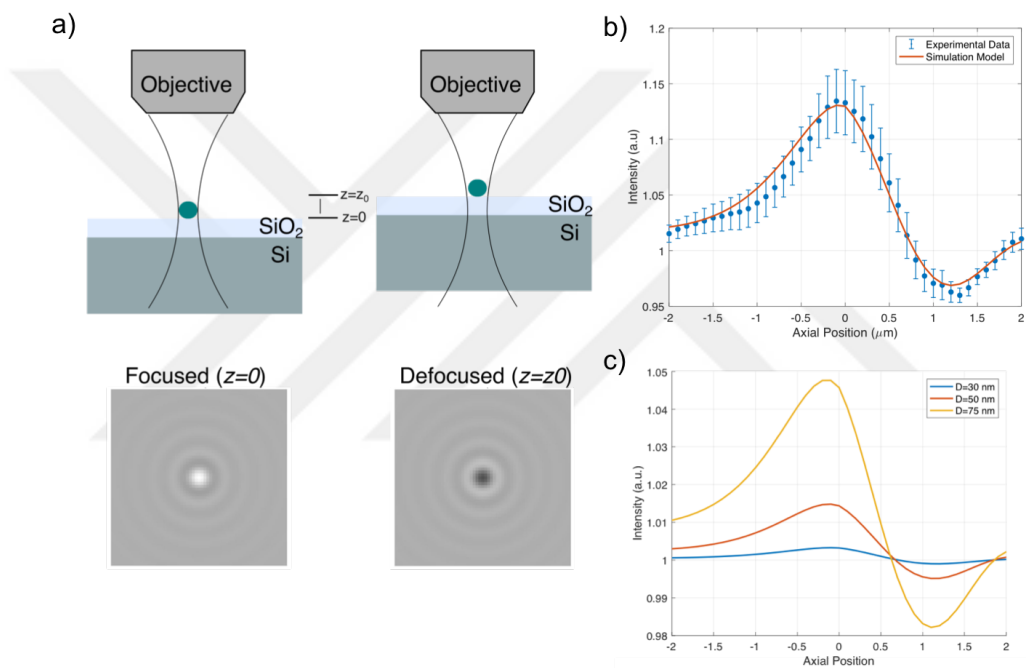 a)
Objective
Objective
z=z0
z=0
SiO2
Si
SiO2
Si
Focused (z=0)
Defocused (z=z0)
b)
1.2
1.15
1.1
1.05
1
0.95
Intensity (a.u)
Experimental Data
Simulation Model
-2 -1.5 -1 -0.5 0 0.5 1 1.5 2
Axial Position (μm)
c)
1.05
1.04
1.03
1.02
1.01
1
0.99
0.98
Intensity (a.u.)
D=30 nm
D=50 nm
D=75 nm
-2 -1.5 -1 -0.5 0 0.5 1 1.5 2
Axial Position